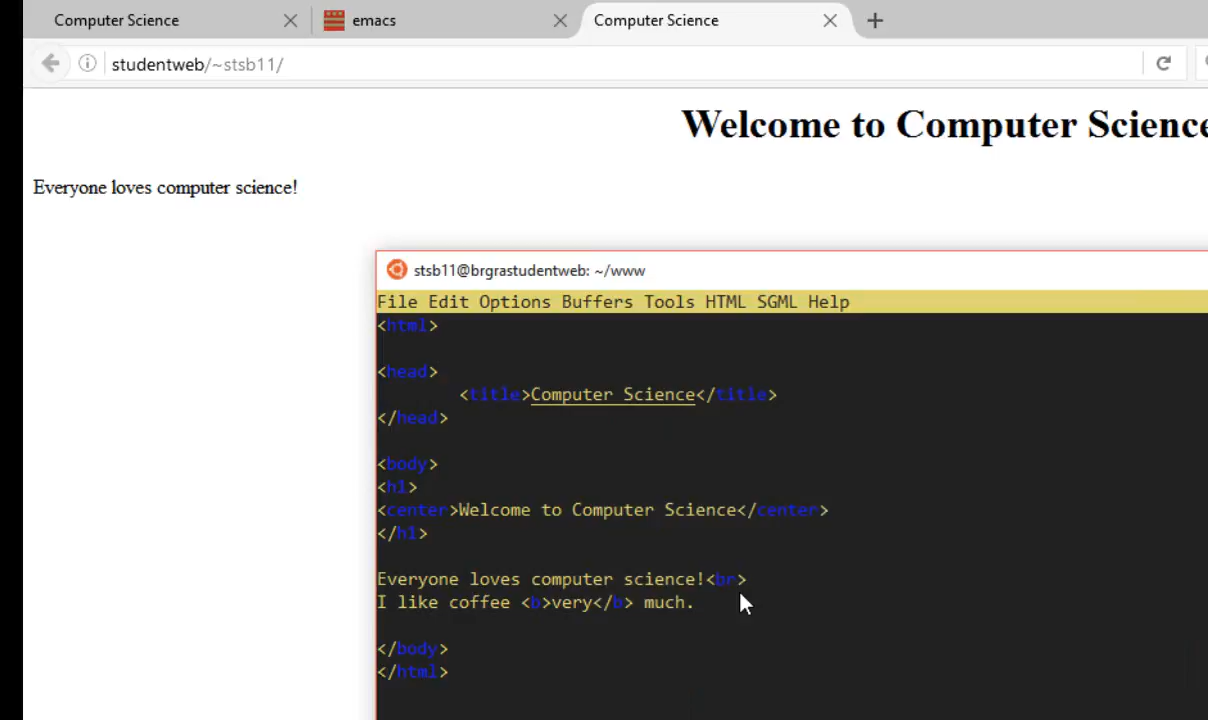 Computer Science emacs Computer Science
studentweb/~stsb11/
Welcome to Computer Science
Everyone loves computer science!
stsb11@brgrastudentweb: ~/www
File Edit Options Buffers Tools HTML SGML Help
<html>
<head>
<title>Computer Science</title>
</head>
<body>
<h1>
<center>Welcome to Computer Science</center>
</h1>
Everyone loves computer science!<br>
I like coffee <b>very</b> much.
</body>
</html>